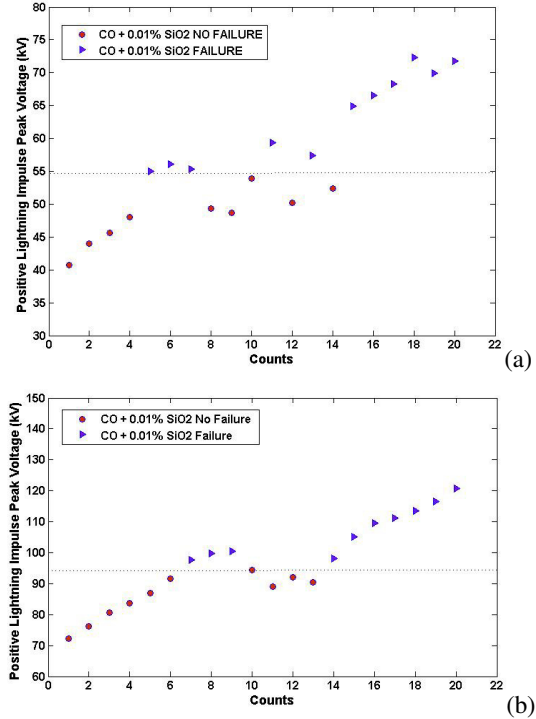 80
75
70
65
60
55
50
45
40
35
30
Positive Lightning Impulse Peak Voltage (kV)
CO + 0.01% SiO2 NO FAILURE
CO + 0.01% SiO2 FAILURE
0 2 4 6 8 10 12 14 16 18 20 22
Counts
(a)
150
140
130
120
110
100
90
80
70
60
Positive Lightning Impulse Peak Voltage (kV)
CO + 0.01% SiO2 No Failure
CO + 0.01% SiO2 Failure
0 2 4 6 8 10 12 14 16 18 20 22
Counts
(b)